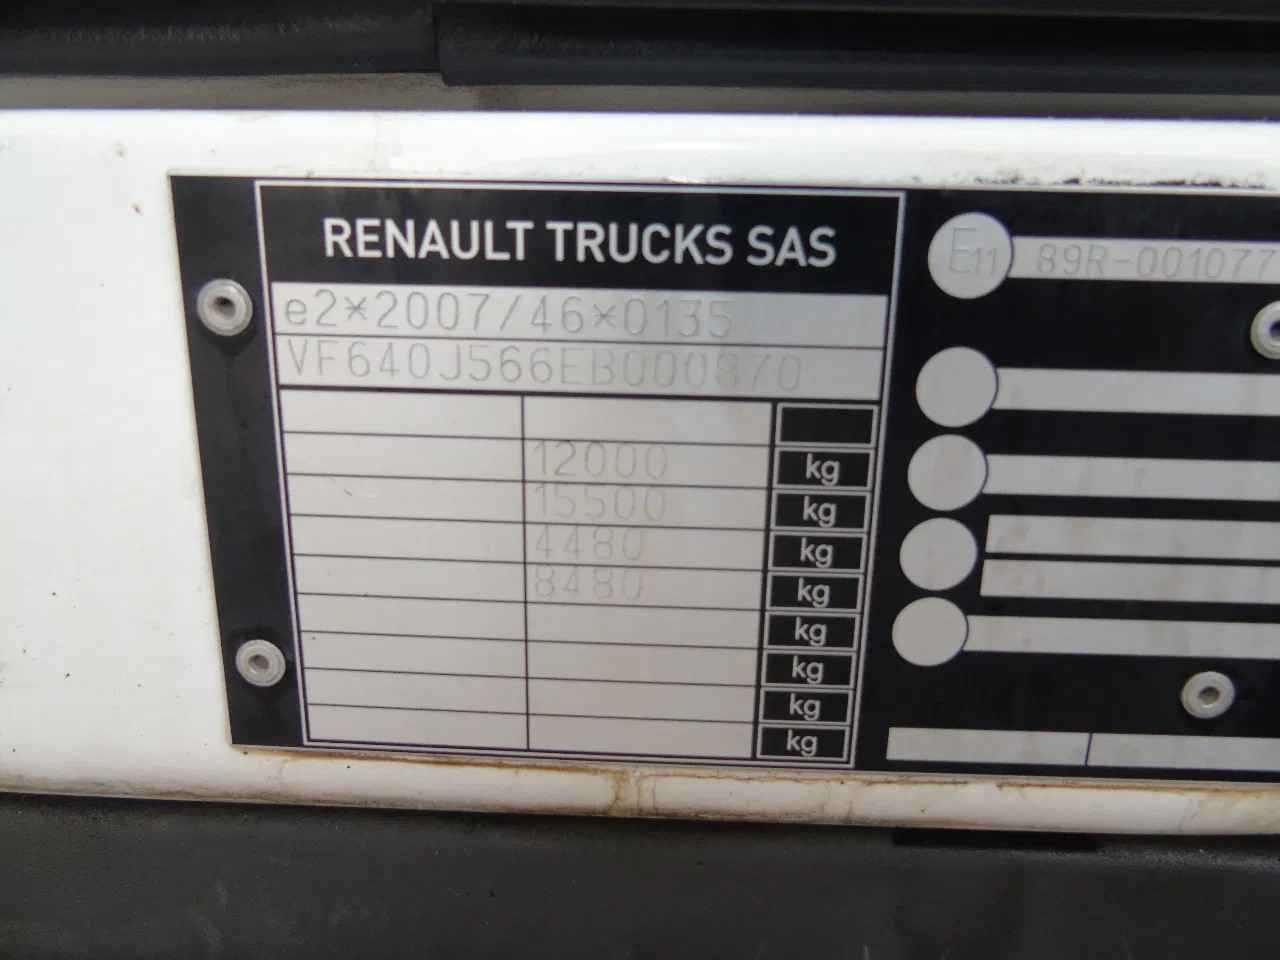 RENAULT TRUCKS SAS
e2*2007/46*0135
VF640J566EB000870
12000 kg
15500 kg
4480 kg
8480 kg
kg
kg
kg
kg
E11 89R-001077